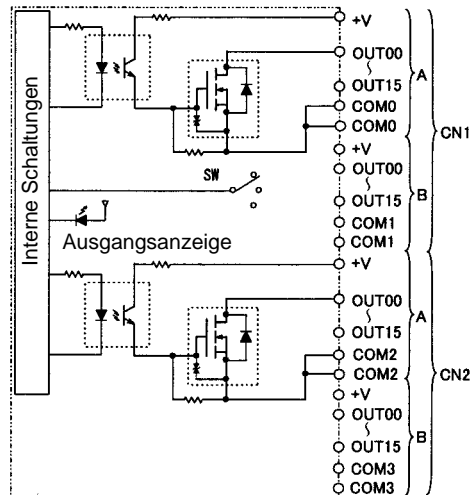 Interne Schaltungen
+V
OUT00
~
OUT15
COM0
COM0
A
+V
OUT00
~
OUT15
COM1
COM1
B
CN1
SW
Ausgangsanzeige
+V
OUT00
~
OUT15
COM2
COM2
A
+V
OUT00
~
OUT15
COM3
COM3
B
CN2